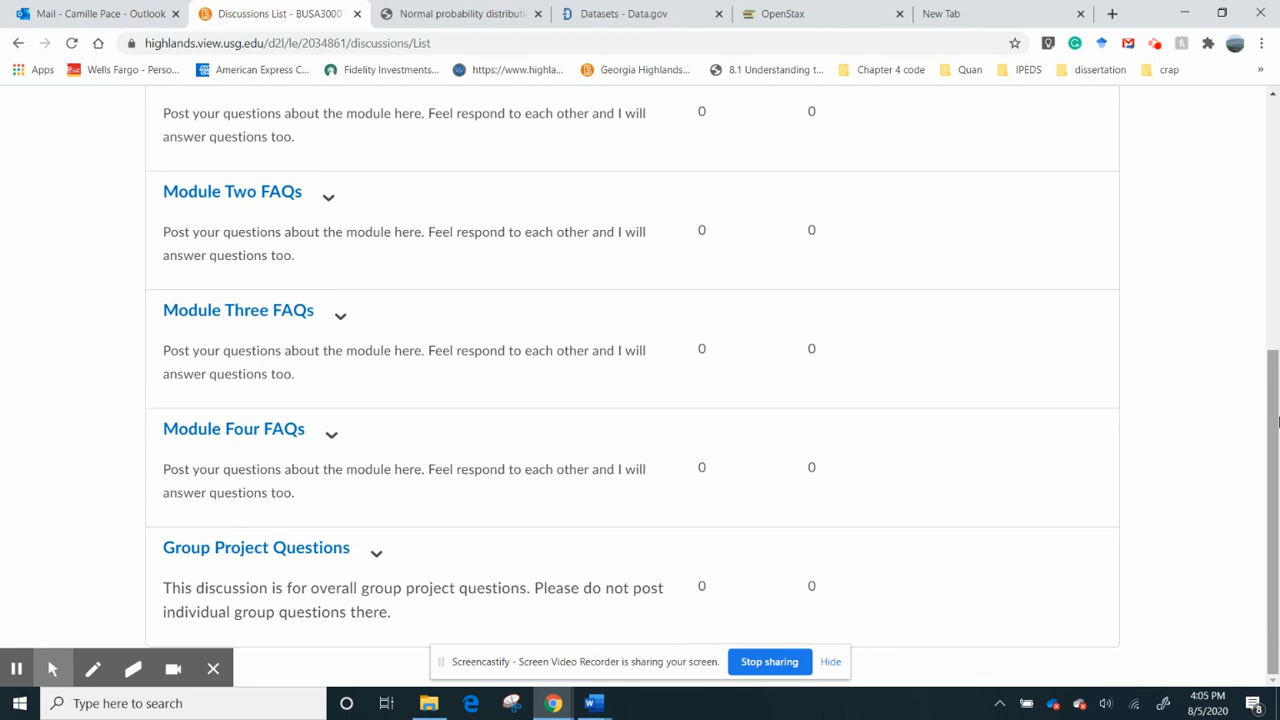 Mail - Camille Pace - Outlook
Discussions List - BUSA3000
Normal probability distributi
Datasets - Data.gov
OpenStax
New Tab
highlands.view.usg.edu/d2l/le/2034861/discussions/List
Apps
Wells Fargo - Perso...
American Express C...
Fidelity Investments...
https://www.highla...
Georgia Highlands...
8.1 Understanding t...
Chapter 4 code
Quan
IPEDS
dissertation
crap
»
Post your questions about the module here. Feel respond to each other and I will 0 0
answer questions too.
Module Two FAQs
Post your questions about the module here. Feel respond to each other and I will 0 0
answer questions too.
Module Three FAQs
Post your questions about the module here. Feel respond to each other and I will 0 0
answer questions too.
Module Four FAQs
Post your questions about the module here. Feel respond to each other and I will 0 0
answer questions too.
Group Project Questions
This discussion is for overall group project questions. Please do not post 0 0
individual group questions there.
Screencastify - Screen Video Recorder is sharing your screen.
Stop sharing
Hide
Type here to search
4:05 PM
8/5/2020
8